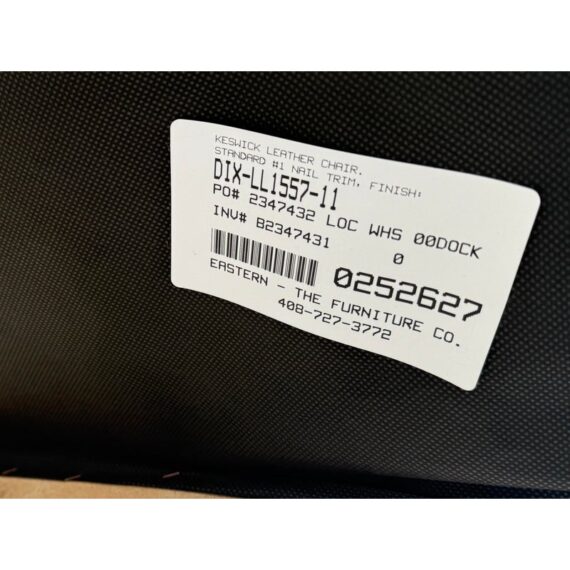 KESWICK LEATHER CHAIR.
STANDARD #1 NAIL TRIM, FINISH:
DIX-LL1557-11
PO# 2347432 LOC WHS 00DOCK
INV# B2347431 0
0252627
EASTERN - THE FURNITURE CO.
408-727-3772